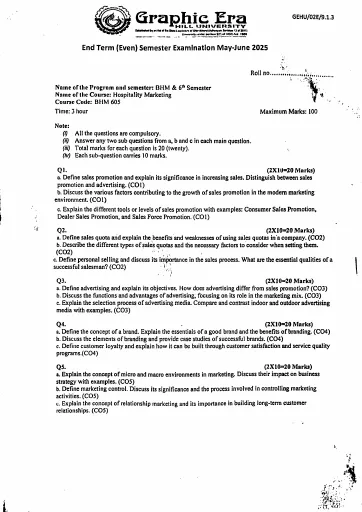 GEHU/02E/9.1.3
Graphic Era
HILL UNIVERSITY
End Term (Even) Semester Examination May-June 2025
Roll no.
Name of the Program and semester: BHM & 6th Semester
Name of the Course: Hospitality Marketing
Course Code: BHM 605
Time: 3 hour Maximum Marks: 100
Note:
(i) All the questions are compulsory.
(ii) Answer any two sub questions from a, b and c in each main question.
(iii) Total marks for each question is 20 (twenty).
(iv) Each sub-question carries 10 marks.
Q1. (2X10=20 Marks)
a. Define sales promotion and explain its significance in increasing sales. Distinguish between sales
promotion and advertising. (CO1)
b. Discuss the various factors contributing to the growth of sales promotion in the modern marketing
environment. (CO1)
c. Explain the different tools or levels of sales promotion with examples: Consumer Sales Promotion,
Dealer Sales Promotion, and Sales Force Promotion. (CO1)
Q2. (2X10=20 Marks)
a. Define sales quota and explain the benefits and weaknesses of using sales quotas in a company. (CO2)
b. Describe the different types of sales quotas and the necessary factors to consider when setting them.
(CO2)
c. Define personal selling and discuss its importance in the sales process. What are the essential qualities of a
successful salesman? (CO2)
Q3. (2X10=20 Marks)
a. Define advertising and explain its objectives. How does advertising differ from sales promotion? (CO3)
b. Discuss the functions and advantages of advertising, focusing on its role in the marketing mix. (CO3)
c. Explain the selection process of advertising media. Compare and contrast indoor and outdoor advertising
media with examples. (CO3)
Q4. (2X10=20 Marks)
a. Define the concept of a brand. Explain the essentials of a good brand and the benefits of branding. (CO4)
b. Discuss the elements of branding and provide case studies of successful brands. (CO4)
c. Define customer loyalty and explain how it can be built through customer satisfaction and service quality
programs.(CO4)
Q5. (2X10=20 Marks)
a. Explain the concept of micro and macro environments in marketing. Discuss their impact on business
strategy with examples. (CO5)
b. Define marketing control. Discuss its significance and the process involved in controlling marketing
activities. (CO5)
c. Explain the concept of relationship marketing and its importance in building long-term customer
relationships. (CO5)